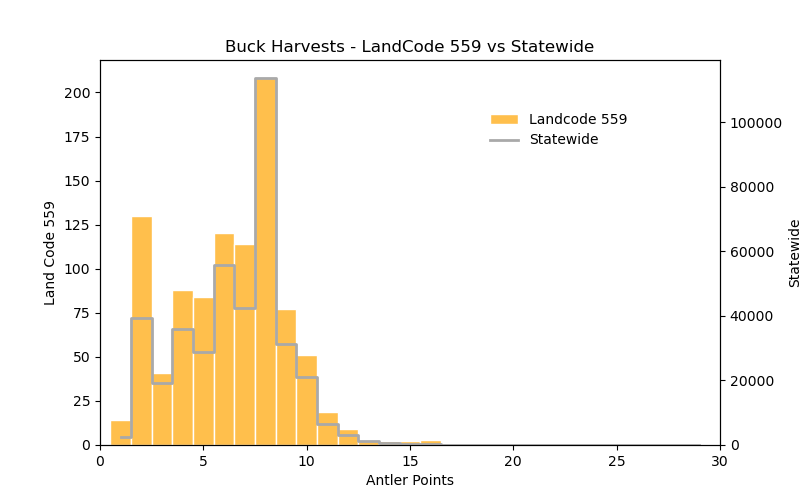 Buck Harvests - LandCode 559 vs Statewide
200
175
150
125
100
75
50
25
0
Land Code 559
Landcode 559
Statewide
100000
80000
60000
40000
20000
0
Statewide
0 5 10 15 20 25 30
Antler Points